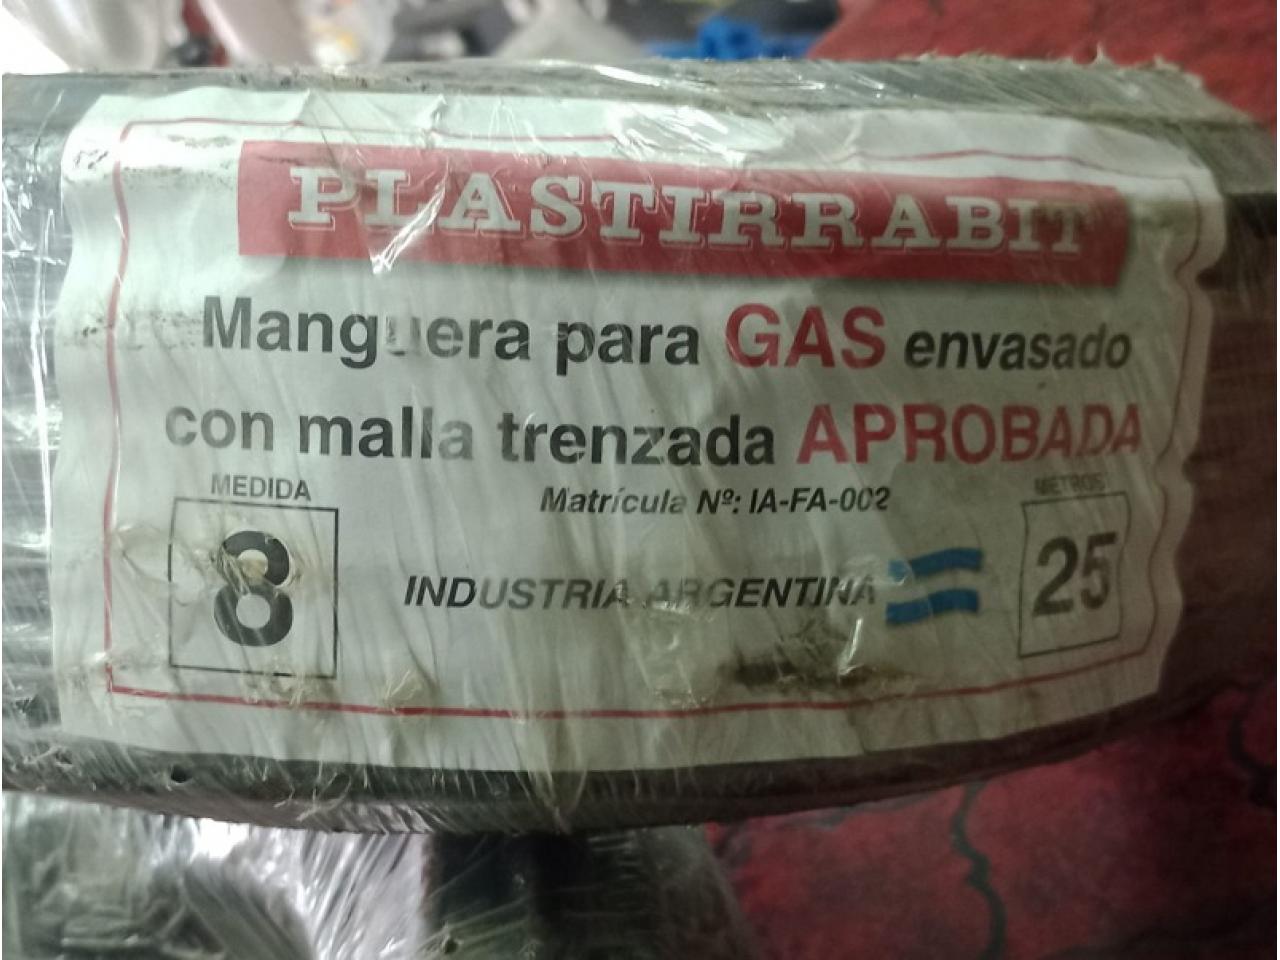 PLASTIRRABIT
Manguera para GAS envasado
con malla trenzada APROBADA
MEDIDA
Matrícula Nº: IA-FA-002
METROS
8
INDUSTRIA ARGENTINA
25